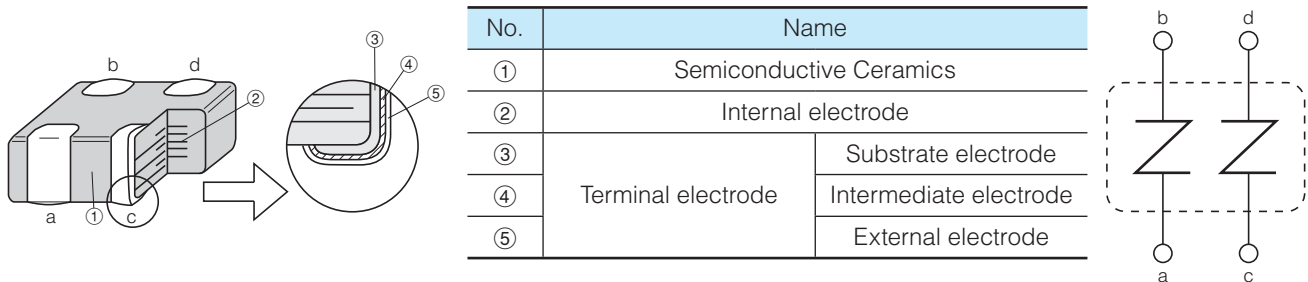 b d
②
a ① c
③
④
⑤
No. Name
① Semiconductive Ceramics
② Internal electrode
③ Terminal electrode Substrate electrode
④ Intermediate electrode
⑤ External electrode
b d
a c